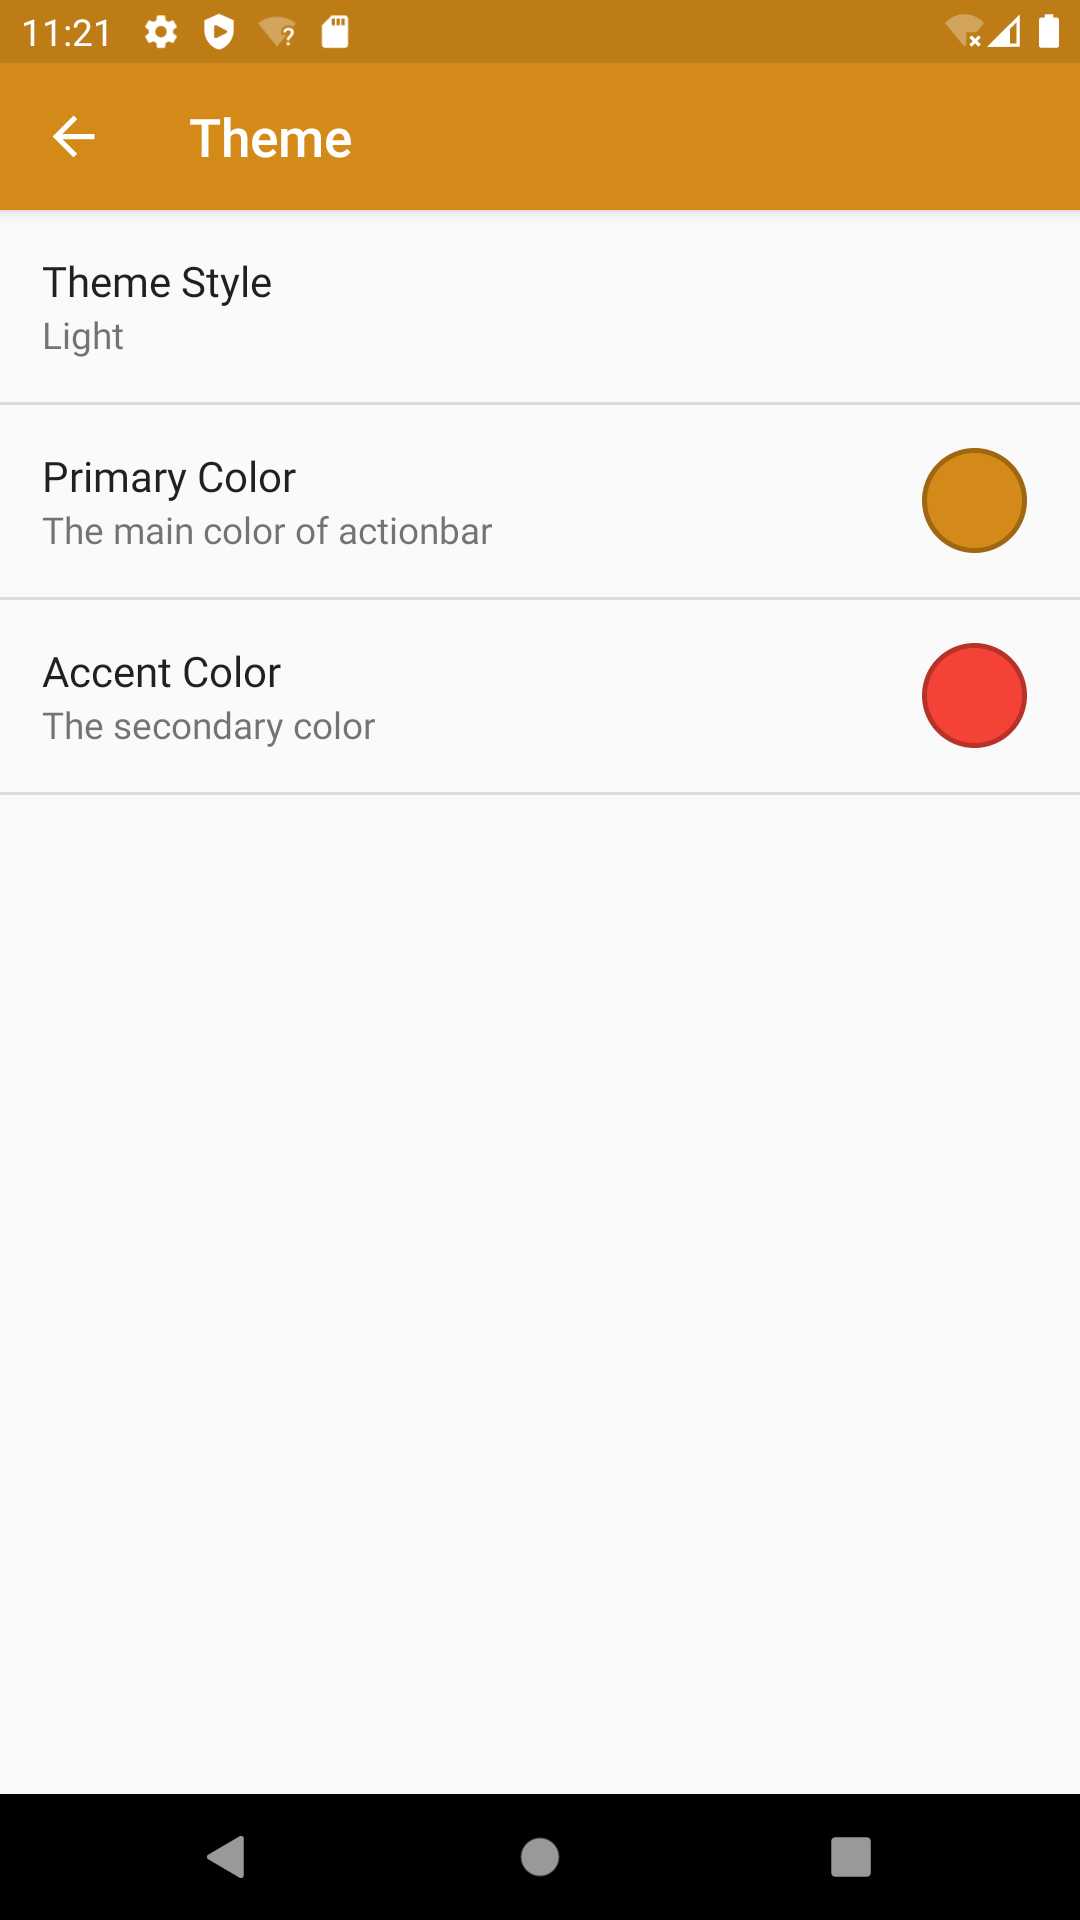 11:21
Theme
Theme Style
Light
Primary Color
The main color of actionbar
Accent Color
The secondary color